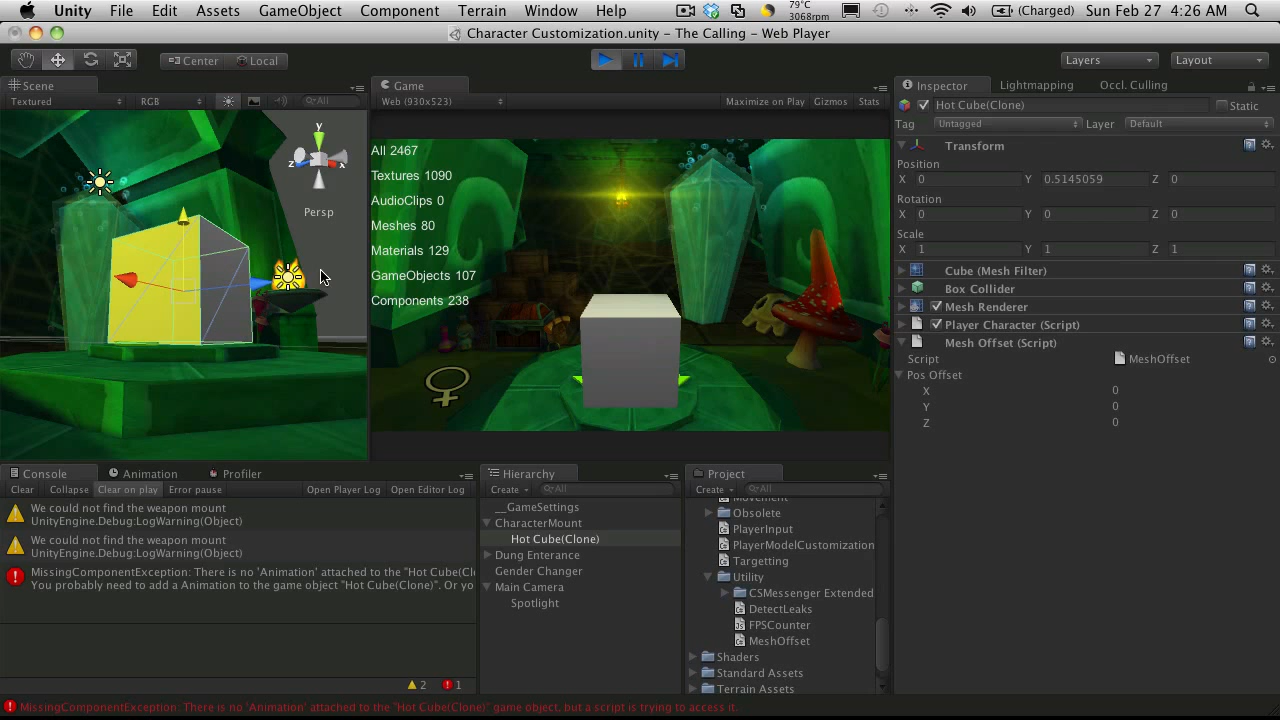 Unity File Edit Assets GameObject Component Terrain Window Help 79°C 3068rpm (Charged) Sun Feb 27 4:26 AM
Character Customization.unity – The Calling – Web Player
Center Local Layers Layout
Scene
Textured RGB All
y
z x
Persp
Game
Web (930x523) Maximize on Play Gizmos Stats
All 2467
Textures 1090
AudioClips 0
Meshes 80
Materials 129
GameObjects 107
Components 238
Inspector Lightmapping Occl. Culling
Hot Cube(Clone) Static
Tag Untagged Layer Default
Transform
Position
X 0 Y 0.5145059 Z 0
Rotation
X 0 Y 0 Z 0
Scale
X 1 Y 1 Z 1
Cube (Mesh Filter)
Box Collider
Mesh Renderer
Player Character (Script)
Mesh Offset (Script)
Script MeshOffset
Pos Offset
X 0
Y 0
Z 0
Console Animation Profiler
Clear Collapse Clear on play Error pause Open Player Log Open Editor Log
We could not find the weapon mount
UnityEngine.Debug:LogWarning(Object)
We could not find the weapon mount
UnityEngine.Debug:LogWarning(Object)
MissingComponentException: There is no 'Animation' attached to the "Hot Cube(Cl
You probably need to add a Animation to the game object "Hot Cube(Clone)". Or yo
2 1
Hierarchy
Create All
__GameSettings
CharacterMount
Hot Cube(Clone)
Dung Enterance
Gender Changer
Main Camera
Spotlight
Project
Create All
Movement
Obsolete
PlayerInput
PlayerModelCustomization
Targetting
Utility
CSMessenger Extended
DetectLeaks
FPSCounter
MeshOffset
Shaders
Standard Assets
Terrain Assets
MissingComponentException: There is no 'Animation' attached to the "Hot Cube(Clone)" game object, but a script is trying to access it.